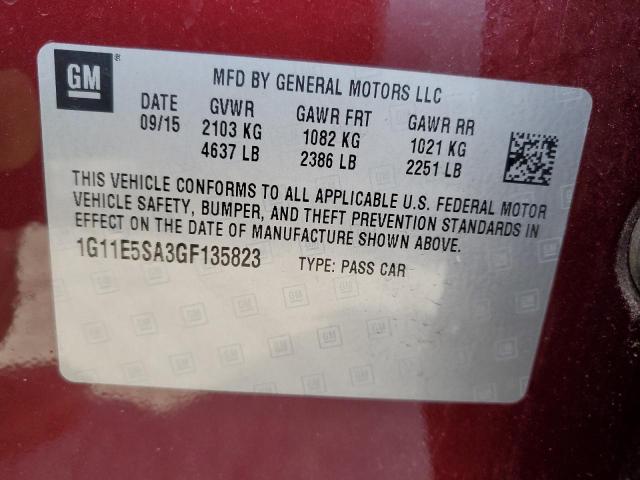 GM
MFD BY GENERAL MOTORS LLC
DATE GVWR GAWR FRT GAWR RR
09/15 2103 KG 1082 KG 1021 KG
4637 LB 2386 LB 2251 LB
THIS VEHICLE CONFORMS TO ALL APPLICABLE U.S. FEDERAL MOTOR
VEHICLE SAFETY, BUMPER, AND THEFT PREVENTION STANDARDS IN
EFFECT ON THE DATE OF MANUFACTURE SHOWN ABOVE.
1G11E5SA3GF135823 TYPE: PASS CAR